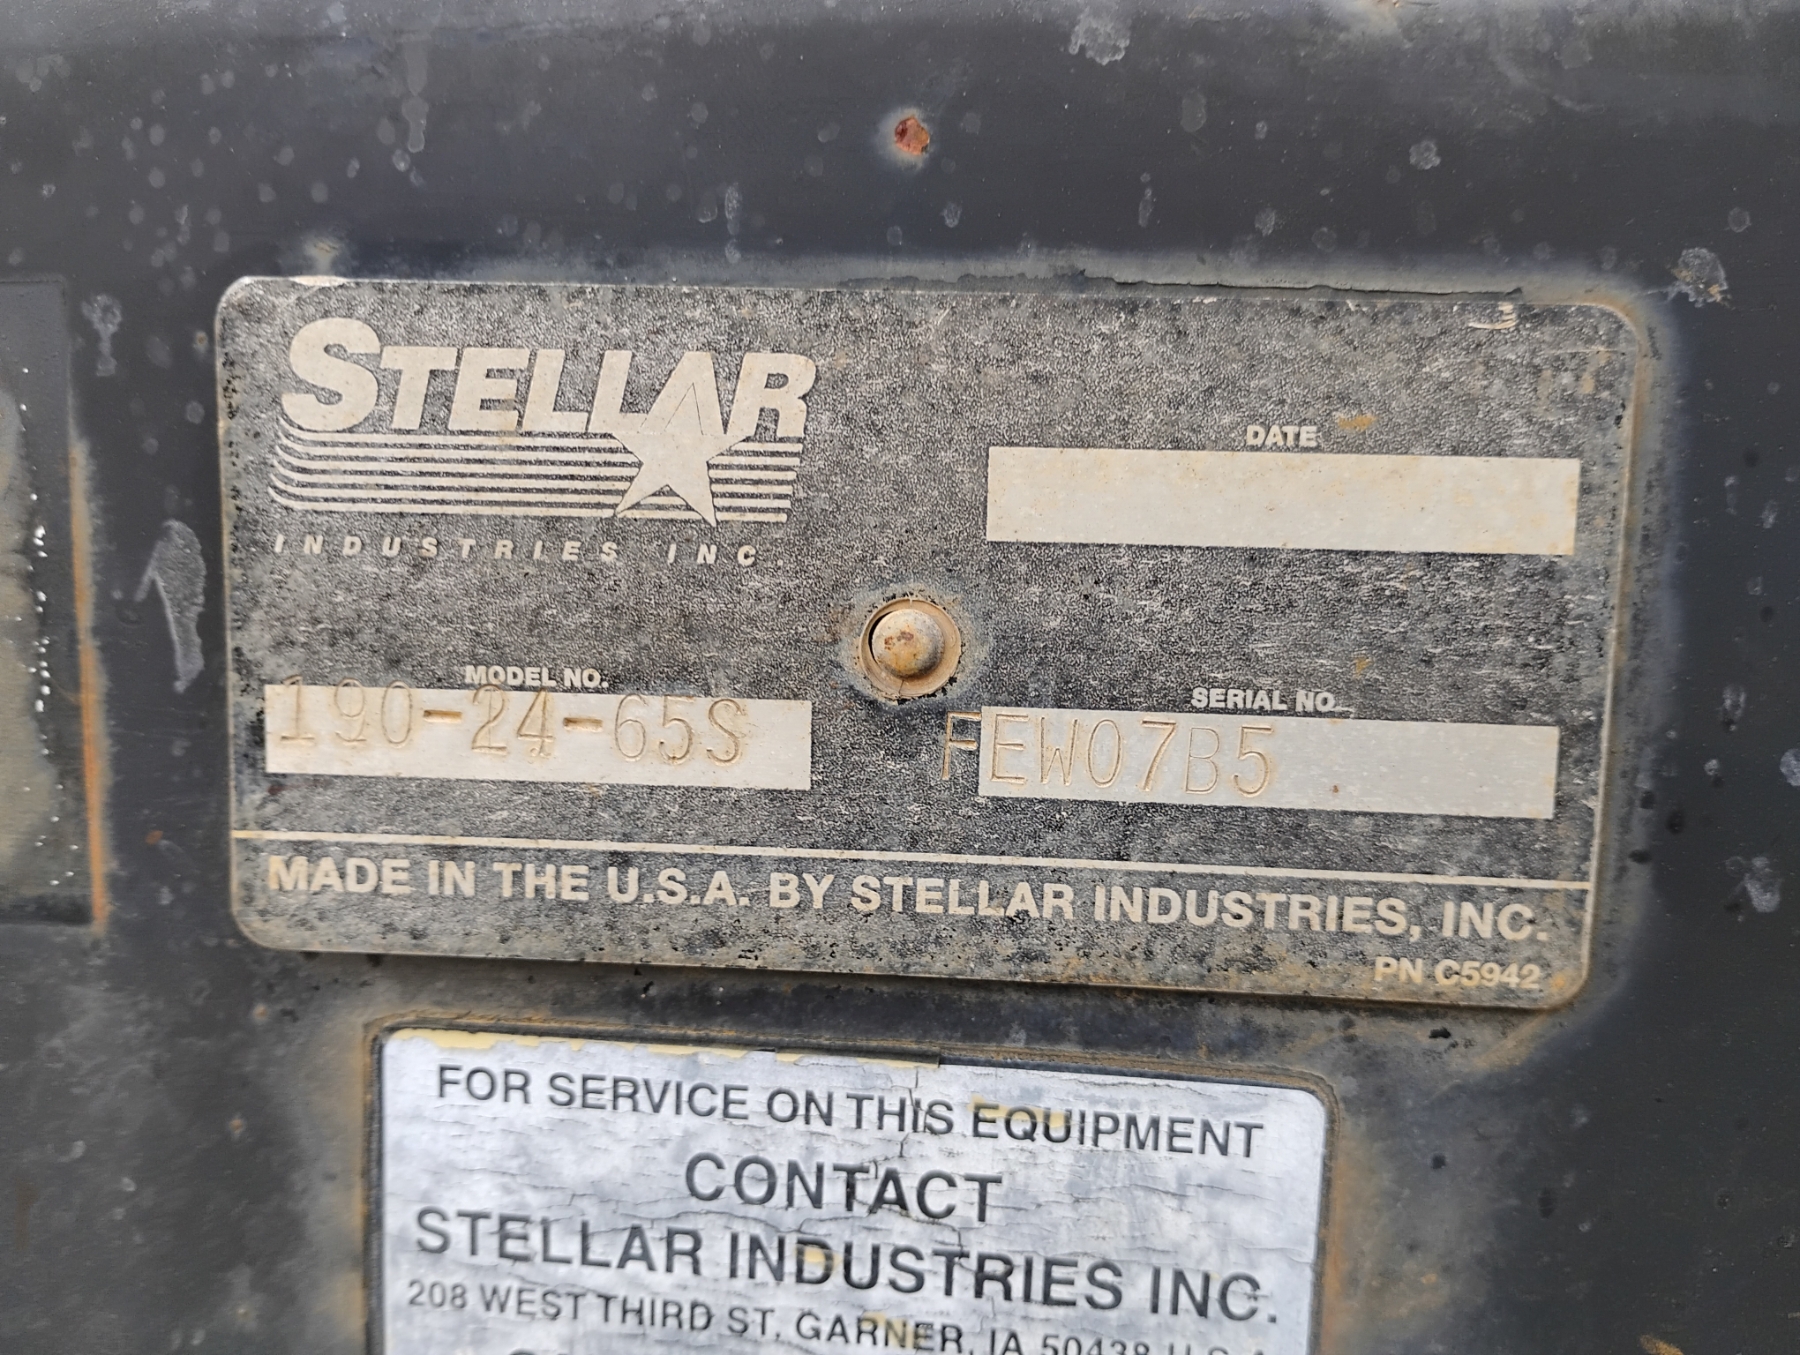 STELLAR
INDUSTRIES INC.
DATE
MODEL NO.
190-24-65S
SERIAL NO.
FEW07B5
MADE IN THE U.S.A. BY STELLAR INDUSTRIES, INC.
PN C5942
FOR SERVICE ON THIS EQUIPMENT
CONTACT
STELLAR INDUSTRIES INC.
208 WEST THIRD ST, GARNER, IA 50438 U.S.A